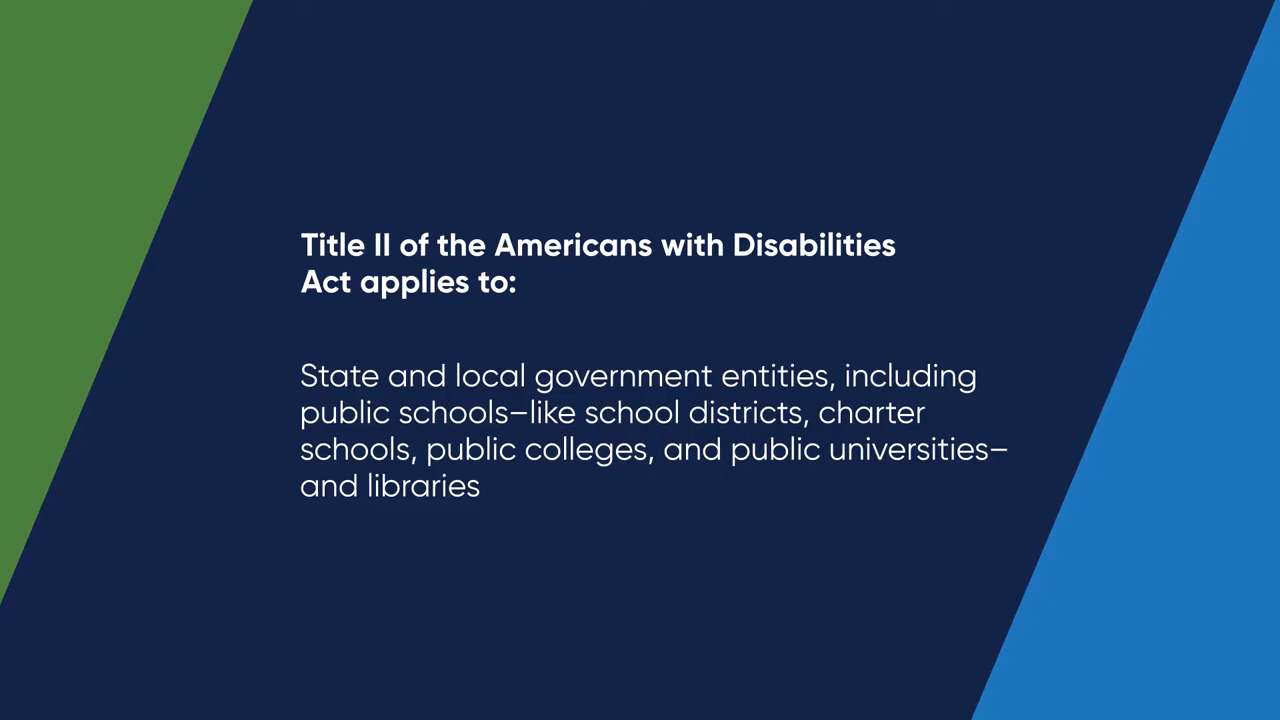 Title II of the Americans with Disabilities
Act applies to:
State and local government entities, including
public schools–like school districts, charter
schools, public colleges, and public universities–
and libraries